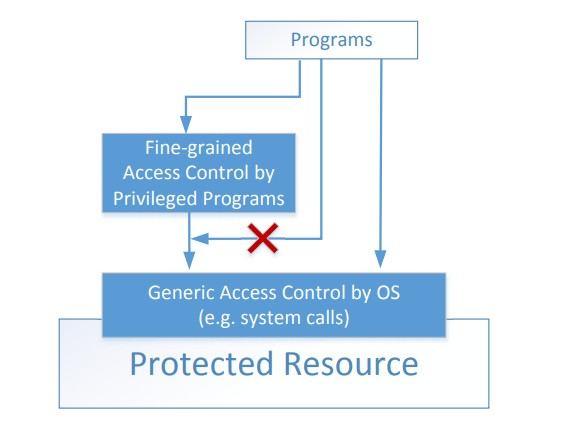 Programs
Fine-grained
Access Control by
Privileged Programs
Generic Access Control by OS
(e.g. system calls)
Protected Resource